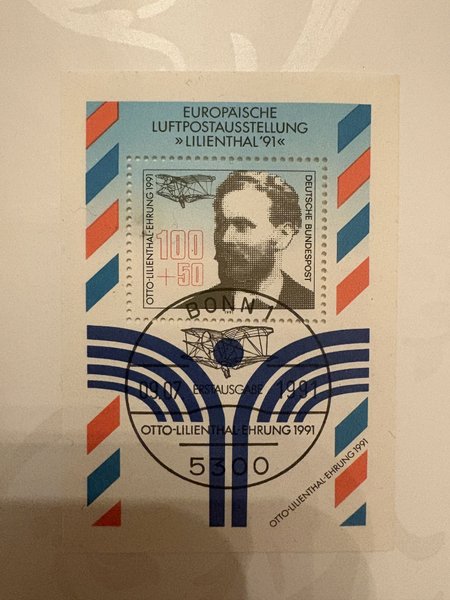 EUROPÄISCHE
LUFTPOSTAUSSTELLUNG
»LILIENTHAL '91«
OTTO-LILIENTHAL-EHRUNG 1991
100
+50
DEUTSCHE BUNDESPOST
BONN 1
09.07 ERSTAUSGABE 1991
OTTO-LILIENTHAL-EHRUNG 1991
5300
OTTO-LILIENTHAL-EHRUNG 1991